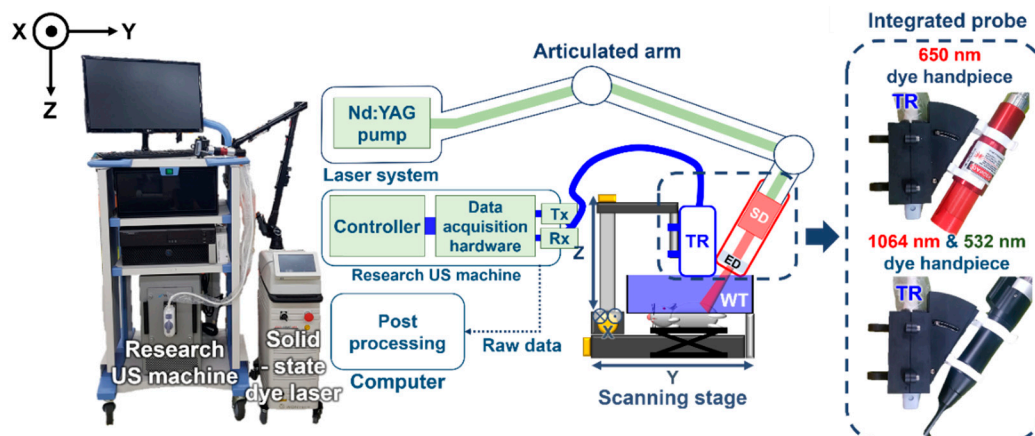 X
Y
Z
Research
US machine
Solid
- state
dye laser
Articulated arm
Nd:YAG
pump
Laser system
Controller
Data
acquisition
hardware
Tx
Rx
Research US machine
Post
processing
Computer
Raw data
Z
X
Y
TR
SD
ED
WT
Scanning stage
Integrated probe
650 nm
dye handpiece
TR
1064 nm & 532 nm
dye handpiece
TR